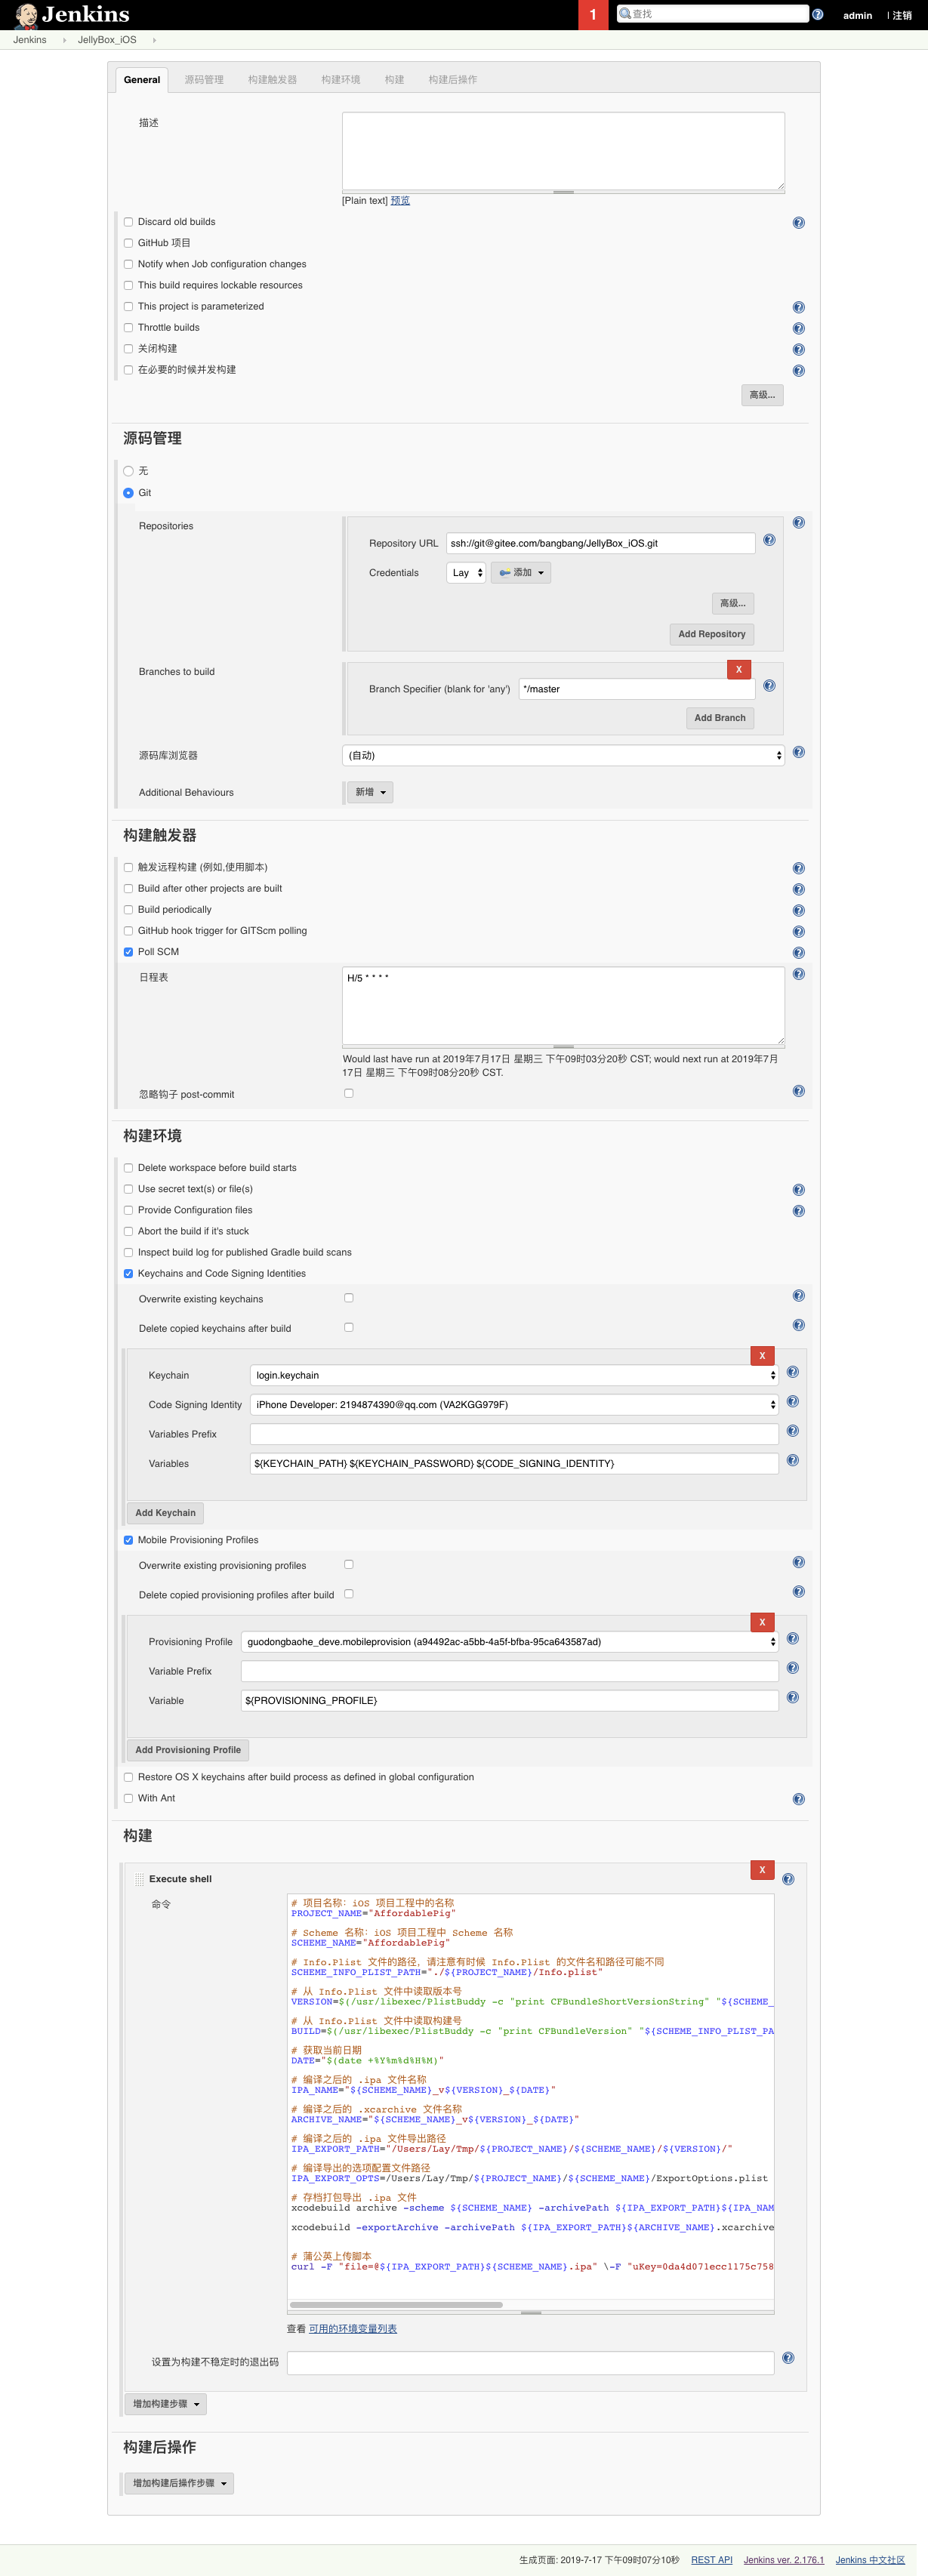 Jenkins
1
查找
admin
| 注销
Jenkins
JellyBox_iOS
General
源码管理
构建触发器
构建环境
构建
构建后操作
描述
[Plain text] 预览
Discard old builds
GitHub 项目
Notify when Job configuration changes
This build requires lockable resources
This project is parameterized
Throttle builds
关闭构建
在必要的时候并发构建
高级...
源码管理
无
Git
Repositories
Repository URL
ssh://git@gitee.com/bangbang/JellyBox_iOS.git
Credentials
Lay
添加
高级...
Add Repository
Branches to build
X
Branch Specifier (blank for 'any')
*/master
Add Branch
源码库浏览器
(自动)
Additional Behaviours
新增
构建触发器
触发远程构建 (例如,使用脚本)
Build after other projects are built
Build periodically
GitHub hook trigger for GITScm polling
Poll SCM
日程表
H/5 * * * *
Would last have run at 2019年7月17日 星期三 下午09时03分20秒 CST; would next run at 2019年7月
17日 星期三 下午09时08分20秒 CST.
忽略钩子 post-commit
构建环境
Delete workspace before build starts
Use secret text(s) or file(s)
Provide Configuration files
Abort the build if it's stuck
Inspect build log for published Gradle build scans
Keychains and Code Signing Identities
Overwrite existing keychains
Delete copied keychains after build
X
Keychain
login.keychain
Code Signing Identity
iPhone Developer: 2194874390@qq.com (VA2KGG979F)
Variables Prefix
Variables
${KEYCHAIN_PATH} ${KEYCHAIN_PASSWORD} ${CODE_SIGNING_IDENTITY}
Add Keychain
Mobile Provisioning Profiles
Overwrite existing provisioning profiles
Delete copied provisioning profiles after build
X
Provisioning Profile
guodongbaohe_deve.mobileprovision (a94492ac-a5bb-4a5f-bfba-95ca643587ad)
Variable Prefix
Variable
${PROVISIONING_PROFILE}
Add Provisioning Profile
Restore OS X keychains after build process as defined in global configuration
With Ant
构建
X
Execute shell
命令
# 项目名称：iOS 项目工程中的名称
PROJECT_NAME="AffordablePig"
# Scheme 名称：iOS 项目工程中 Scheme 名称
SCHEME_NAME="AffordablePig"
# Info.Plist 文件的路径，请注意有时候 Info.Plist 的文件名和路径可能不同
SCHEME_INFO_PLIST_PATH="./${PROJECT_NAME}/Info.plist"
# 从 Info.Plist 文件中读取版本号
VERSION=$(/usr/libexec/PlistBuddy -c "print CFBundleShortVersionString" "${SCHEME_
# 从 Info.Plist 文件中读取构建号
BUILD=$(/usr/libexec/PlistBuddy -c "print CFBundleVersion" "${SCHEME_INFO_PLIST_PA
# 获取当前日期
DATE="$(date +%Y%m%d%H%M)"
# 编译之后的 .ipa 文件名称
IPA_NAME="${SCHEME_NAME}_v${VERSION}_${DATE}"
# 编译之后的 .xcarchive 文件名称
ARCHIVE_NAME="${SCHEME_NAME}_v${VERSION}_${DATE}"
# 编译之后的 .ipa 文件导出路径
IPA_EXPORT_PATH="/Users/Lay/Tmp/${PROJECT_NAME}/${SCHEME_NAME}/${VERSION}/"
# 编译导出的选项配置文件路径
IPA_EXPORT_OPTS=/Users/Lay/Tmp/${PROJECT_NAME}/${SCHEME_NAME}/ExportOptions.plist
# 存档打包导出 .ipa 文件
xcodebuild archive -scheme ${SCHEME_NAME} -archivePath ${IPA_EXPORT_PATH}${IPA_NAM
xcodebuild -exportArchive -archivePath ${IPA_EXPORT_PATH}${ARCHIVE_NAME}.xcarchive
# 蒲公英上传脚本
curl -F "file=@${IPA_EXPORT_PATH}${SCHEME_NAME}.ipa" \-F "uKey=0da4d071ecc1175c758
查看 可用的环境变量列表
设置为构建不稳定时的退出码
增加构建步骤
构建后操作
增加构建后操作步骤
生成页面: 2019-7-17 下午09时07分10秒
REST API
Jenkins ver. 2.176.1
Jenkins 中文社区